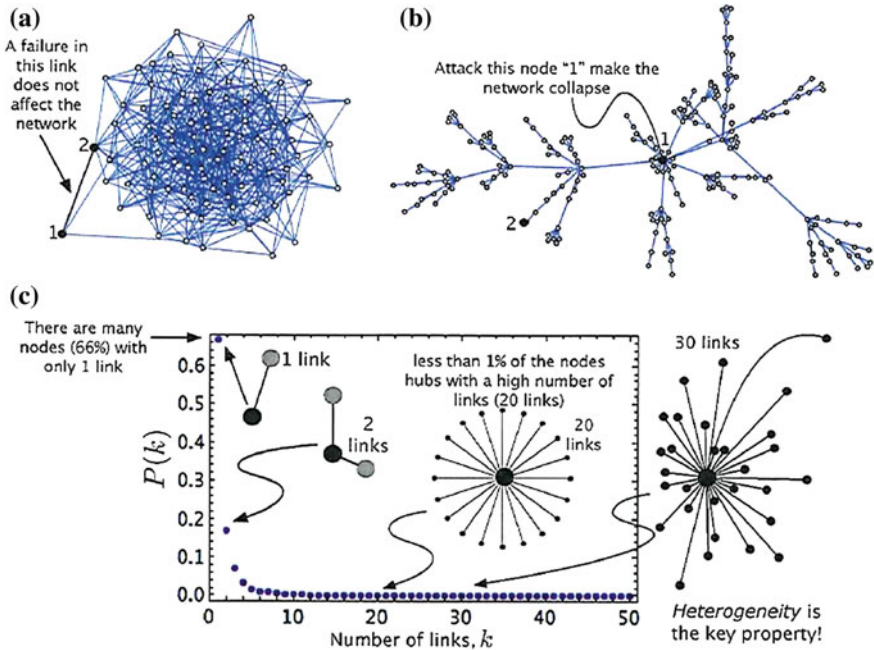 (a)
A failure in
this link
does not
affect the
network
2
1
(b)
Attack this node "1" make the
network collapse
1
2
(c)
There are many
nodes (66%) with
only 1 link
P(k)
0.6
0.5
0.4
0.3
0.2
0.1
0.0
0
10
20
30
40
50
Number of links, k
1 link
2
links
less than 1% of the nodes
hubs with a high number of
links (20 links)
20
links
30 links
Heterogeneity is
the key property!